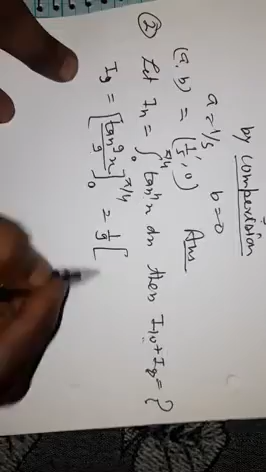 by comperision
a = 1/5, b = 0
(a, b) = (1/5, 0) Ans
② Let Iₙ = ∫₀^π/4 tanⁿx dx then I₁₀ + I₈ = ?
I₉ = [tan⁹x / 9]₀^π/4 = 1/9 [